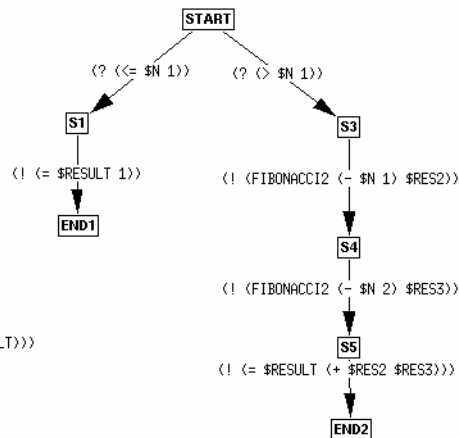 START
(? (<= $N 1)) (? (> $N 1))
S1 S3
(! (= $RESULT 1)) (! (FIBONACCI2 (- $N 1) $RES2))
END1 S4
(! (FIBONACCI2 (- $N 2) $RES3))
LT))) S5
(! (= $RESULT (+ $RES2 $RES3)))
END2